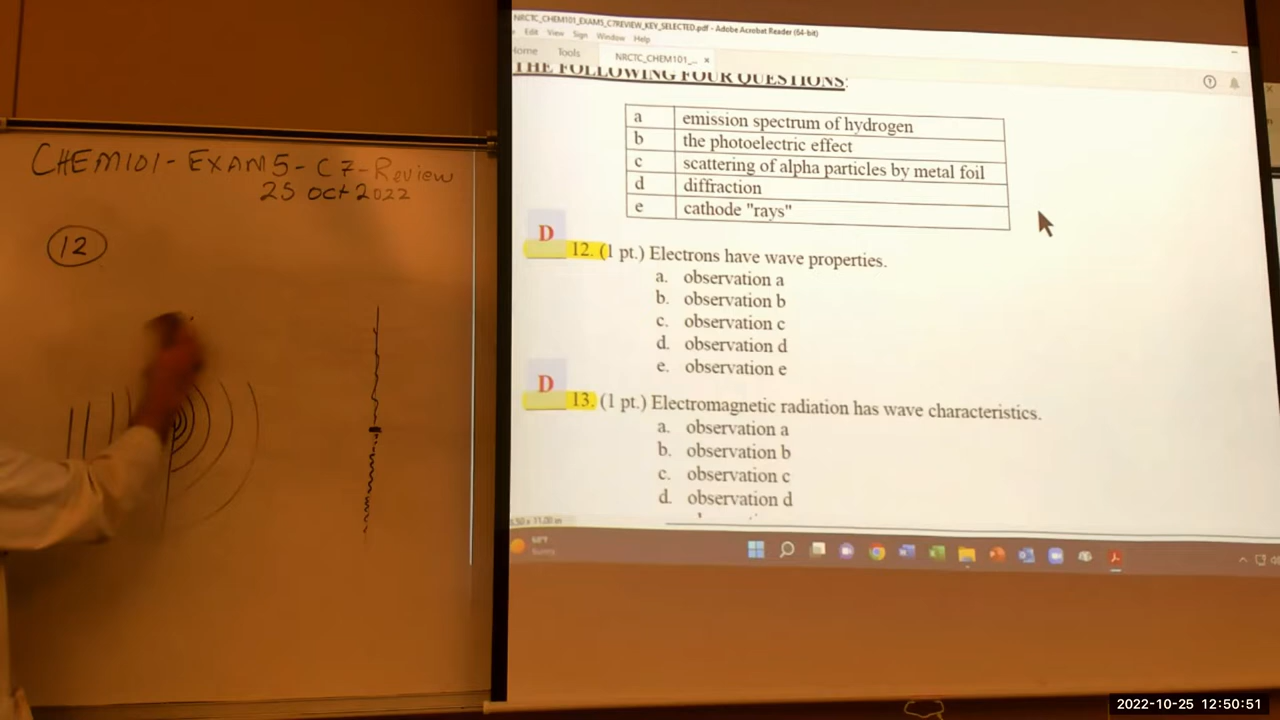 CHEM101- EXAM5- C7-Review
25 Oct 2022
12
NRCTC_CHEM101_EXAM5_C7REVIEW_KEY_SELECTED.pdf - Adobe Acrobat Reader (64-bit)
Edit View Sign Window Help
Home Tools NRCTC_CHEM101_... ×
THE FOLLOWING FOUR QUESTIONS:
a emission spectrum of hydrogen
b the photoelectric effect
c scattering of alpha particles by metal foil
d diffraction
e cathode "rays"
D
12. (1 pt.) Electrons have wave properties.
a. observation a
b. observation b
c. observation c
d. observation d
e. observation e
D
13. (1 pt.) Electromagnetic radiation has wave characteristics.
a. observation a
b. observation b
c. observation c
d. observation d
Sunny
2022-10-25 12:50:51